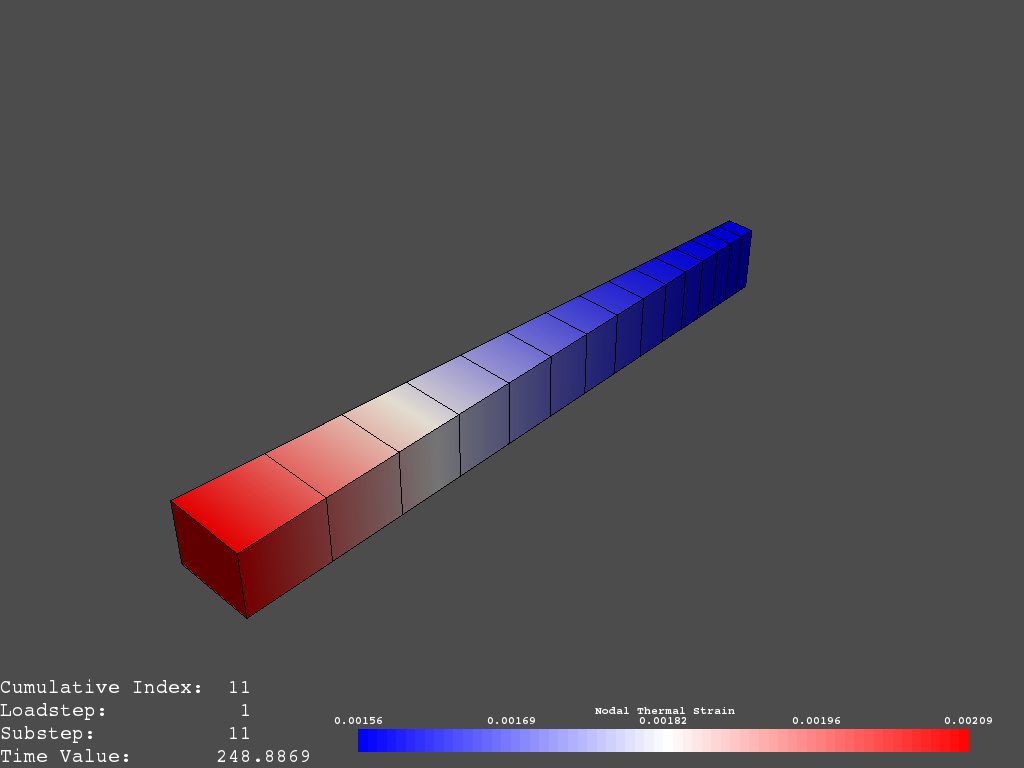 Cumulative Index: 11
Loadstep: 1
Substep: 11
Time Value: 248.8869
Nodal Thermal Strain
0.00156 0.00169 0.00182 0.00196 0.00209